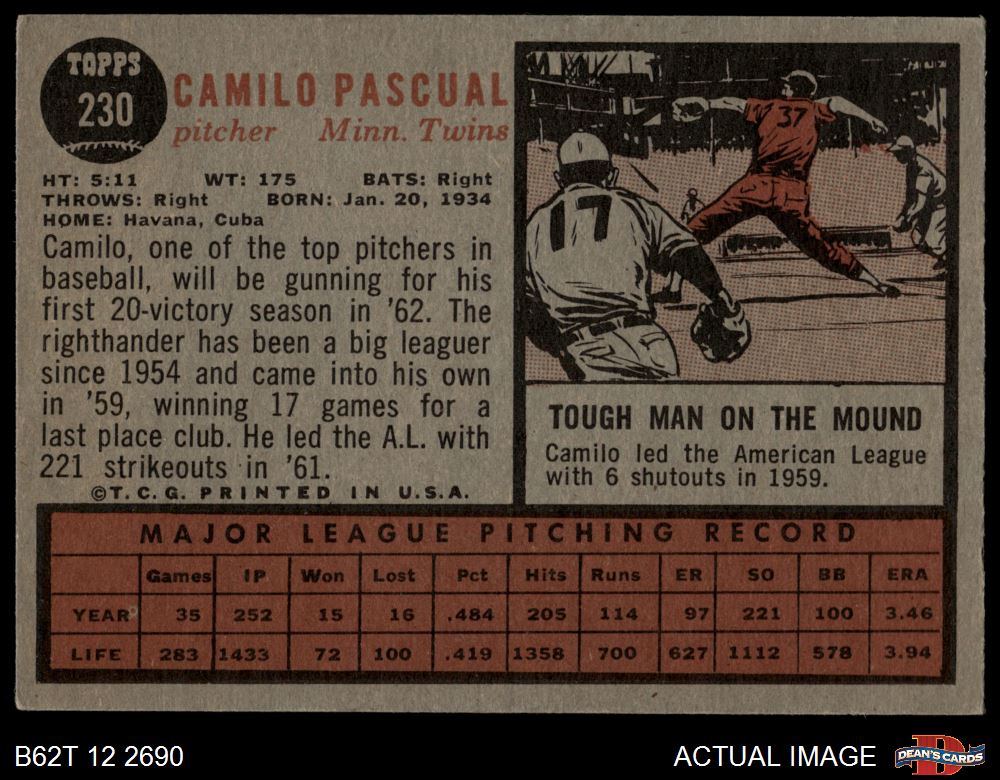 TOPPS
230
CAMILO PASCUAL
pitcher Minn. Twins
HT: 5:11 WT: 175 BATS: Right
THROWS: Right BORN: Jan. 20, 1934
HOME: Havana, Cuba
Camilo, one of the top pitchers in
baseball, will be gunning for his
first 20-victory season in '62. The
righthander has been a big leaguer
since 1954 and came into his own
in '59, winning 17 games for a
last place club. He led the A.L. with
221 strikeouts in '61.
©T.C.G. PRINTED IN U.S.A.
37
17
TOUGH MAN ON THE MOUND
Camilo led the American League
with 6 shutouts in 1959.
MAJOR LEAGUE PITCHING RECORD
Games IP Won Lost Pct Hits Runs ER SO BB ERA
YEAR 35 252 15 16 .484 205 114 97 221 100 3.46
LIFE 283 1433 72 100 .419 1358 700 627 1112 578 3.94
B62T 12 2690
ACTUAL IMAGE
DEAN'S CARDS